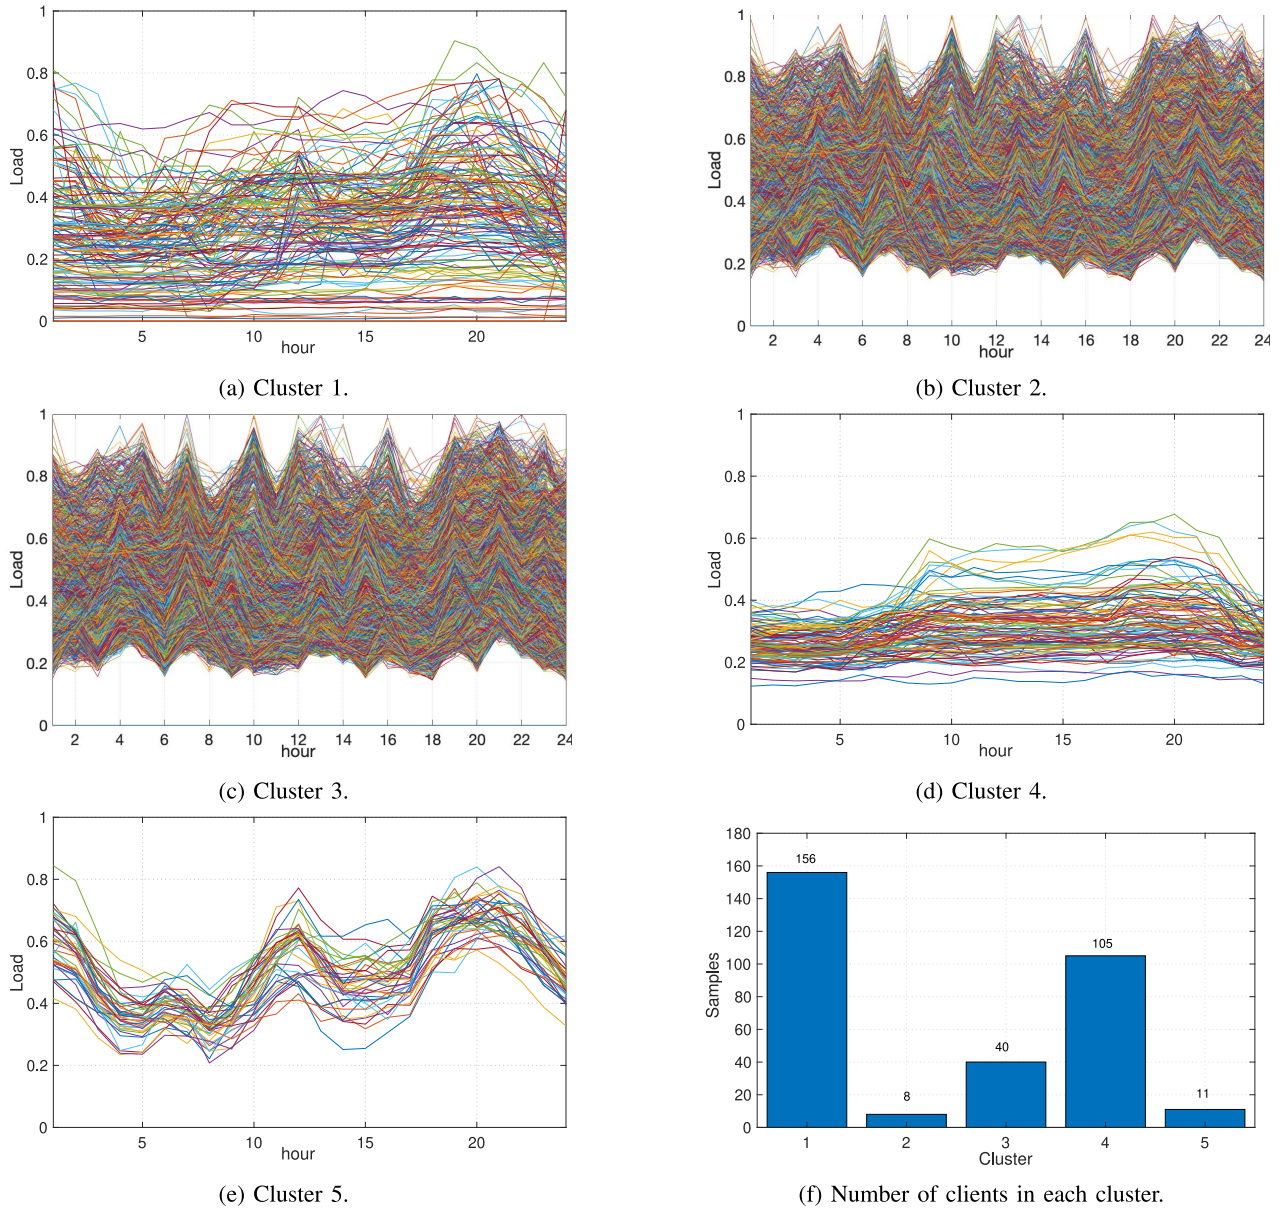 1
0.8
0.6
0.4
0.2
0
Load
5 10 15 20
hour
(a) Cluster 1.
1
0.8
0.6
0.4
0.2
0
Load
2 4 6 8 10 12 14 16 18 20 22 24
hour
(b) Cluster 2.
1
0.8
0.6
0.4
0.2
0
Load
2 4 6 8 10 12 14 16 18 20 22 24
hour
(c) Cluster 3.
1
0.8
0.6
0.4
0.2
0
Load
5 10 15 20
hour
(d) Cluster 4.
1
0.8
0.6
0.4
0.2
0
Load
5 10 15 20
hour
(e) Cluster 5.
180
160
140
120
100
80
60
40
20
0
Samples
156
8
40
105
11
1 2 3 4 5
Cluster
(f) Number of clients in each cluster.